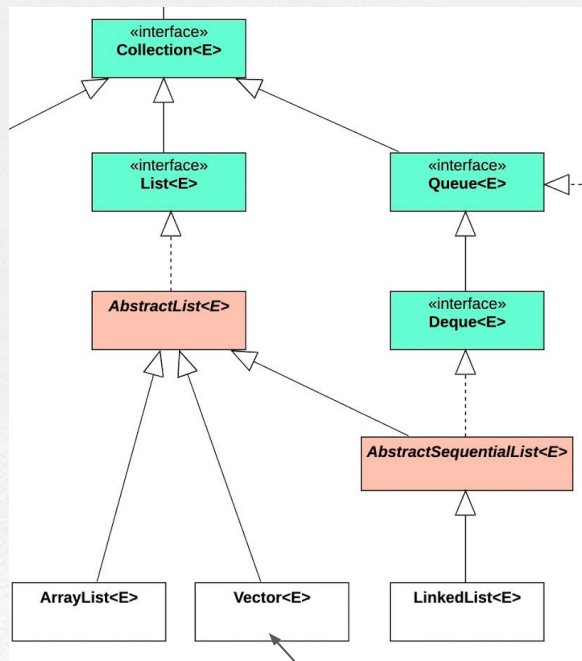 «interface»
Collection<E>
«interface»
List<E>
«interface»
Queue<E>
AbstractList<E>
«interface»
Deque<E>
AbstractSequentialList<E>
ArrayList<E>
Vector<E>
LinkedList<E>